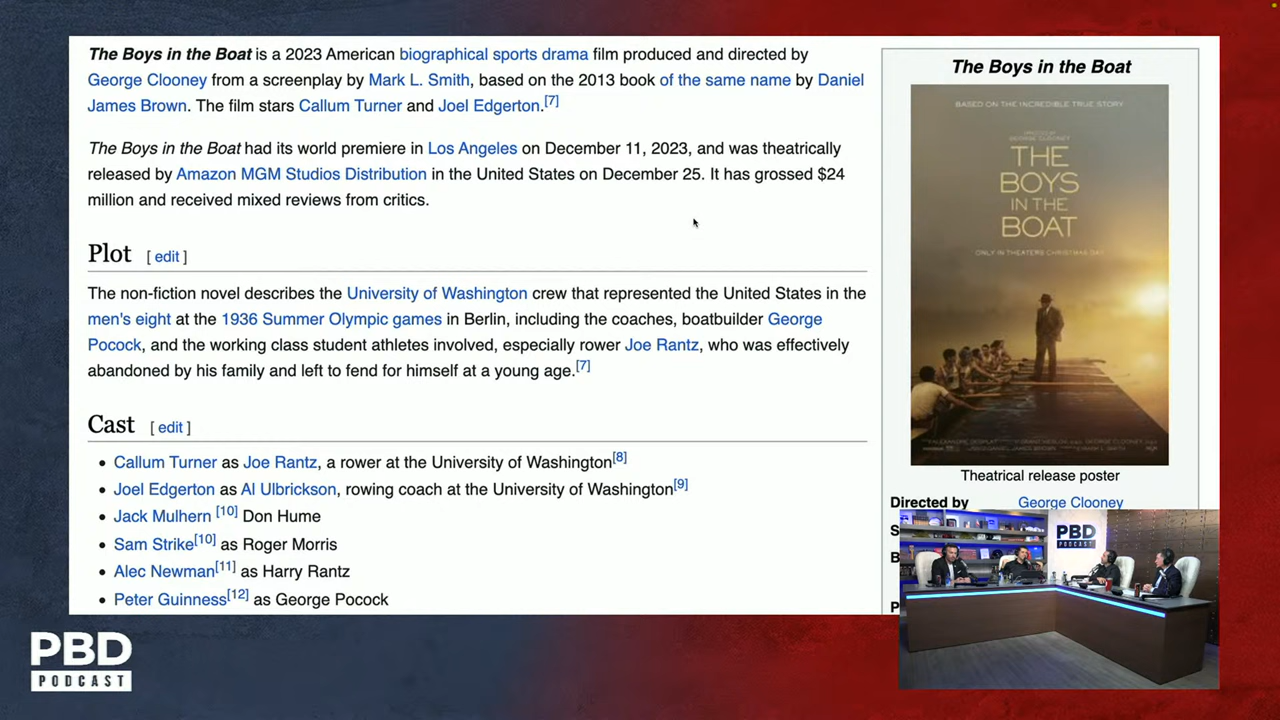 The Boys in the Boat is a 2023 American biographical sports drama film produced and directed by
George Clooney from a screenplay by Mark L. Smith, based on the 2013 book of the same name by Daniel
James Brown. The film stars Callum Turner and Joel Edgerton.[7]
The Boys in the Boat had its world premiere in Los Angeles on December 11, 2023, and was theatrically
released by Amazon MGM Studios Distribution in the United States on December 25. It has grossed $24
million and received mixed reviews from critics.
Plot [ edit ]
The non-fiction novel describes the University of Washington crew that represented the United States in the
men's eight at the 1936 Summer Olympic games in Berlin, including the coaches, boatbuilder George
Pocock, and the working class student athletes involved, especially rower Joe Rantz, who was effectively
abandoned by his family and left to fend for himself at a young age.[7]
Cast [ edit ]
• Callum Turner as Joe Rantz, a rower at the University of Washington[8]
• Joel Edgerton as Al Ulbrickson, rowing coach at the University of Washington[9]
• Jack Mulhern [10] Don Hume
• Sam Strike[10] as Roger Morris
• Alec Newman[11] as Harry Rantz
• Peter Guinness[12] as George Pocock
The Boys in the Boat
BASED ON THE INCREDIBLE TRUE STORY
GEORGE CLOONEY
THE
BOYS
IN THE
BOAT
ONLY IN THEATERS CHRISTMAS DAY
Theatrical release poster
Directed by George Clooney
S
B
P
PBD
PODCAST
PBD
PODCAST